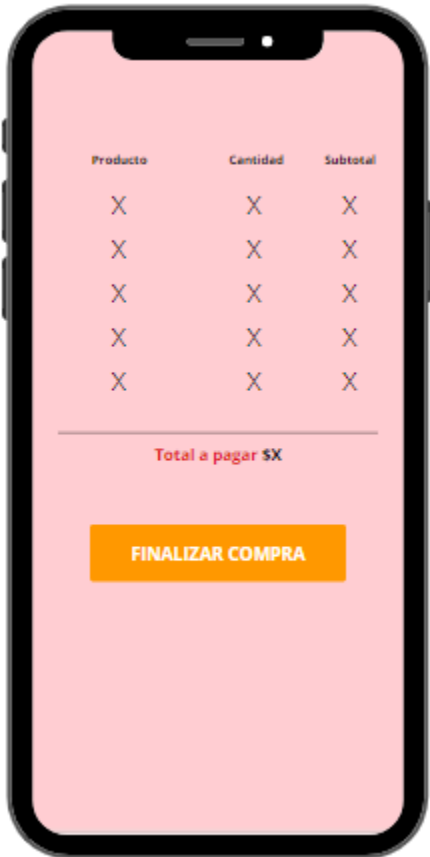 Producto Cantidad Subtotal
X X X
X X X
X X X
X X X
X X X
Total a pagar $X
FINALIZAR COMPRA